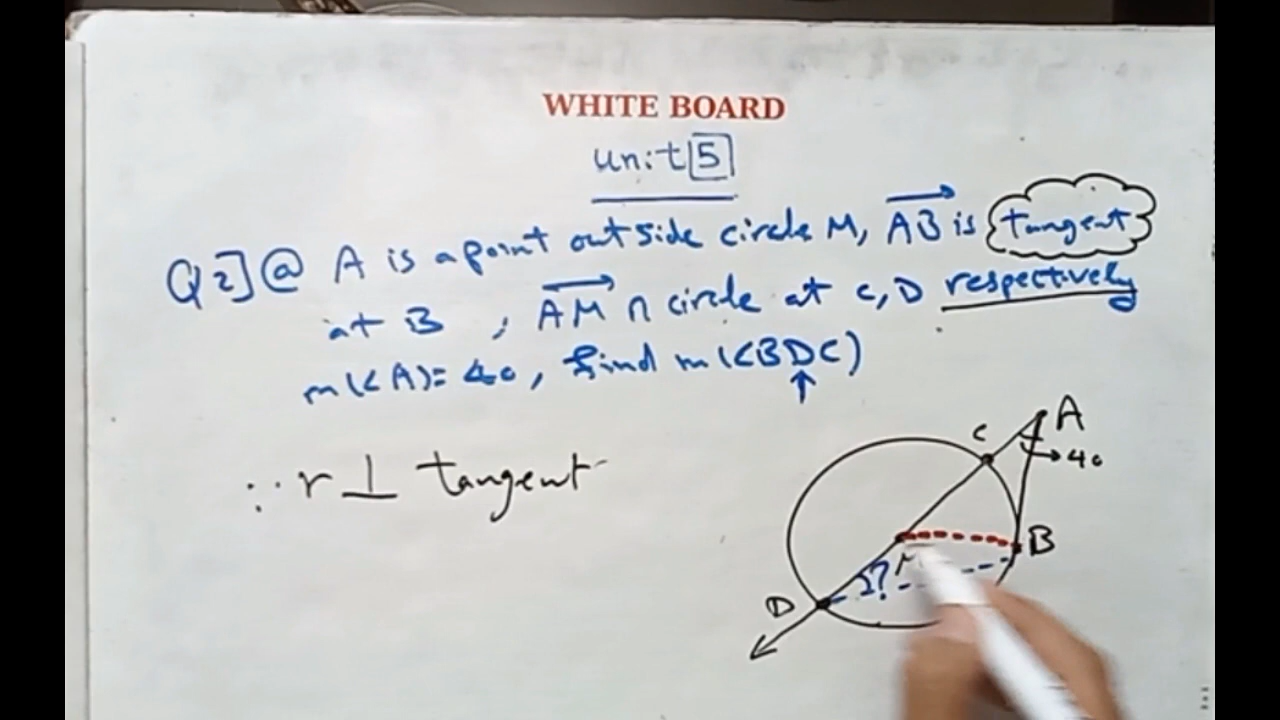 WHITE BOARD
unit 5
Q2] @ A is a point outside circle M, AB is tangent
at B , AM ∩ circle at C, D respectively
m(<A)= 40, find m(<BDC)
∵ r ⊥ tangent
A
C
40
B
M
?
D